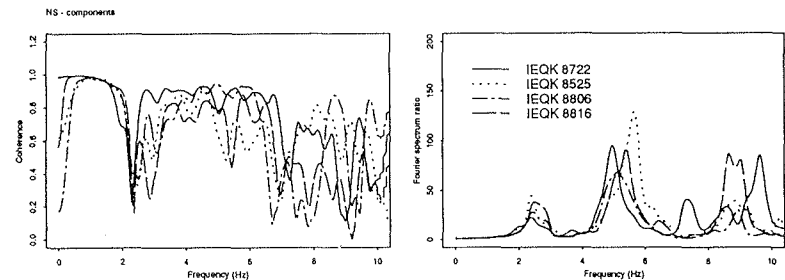 NS - components
1.2
1.0
0.8
0.6
0.4
0.2
0.0
Coherence
0
2
4
6
8
10
Frequency (Hz)
200
150
100
50
0
Fourier spectrum ratio
IEQK 8722
IEQK 8525
IEQK 8806
IEQK 8816
0
2
4
6
8
10
Frequency (Hz)